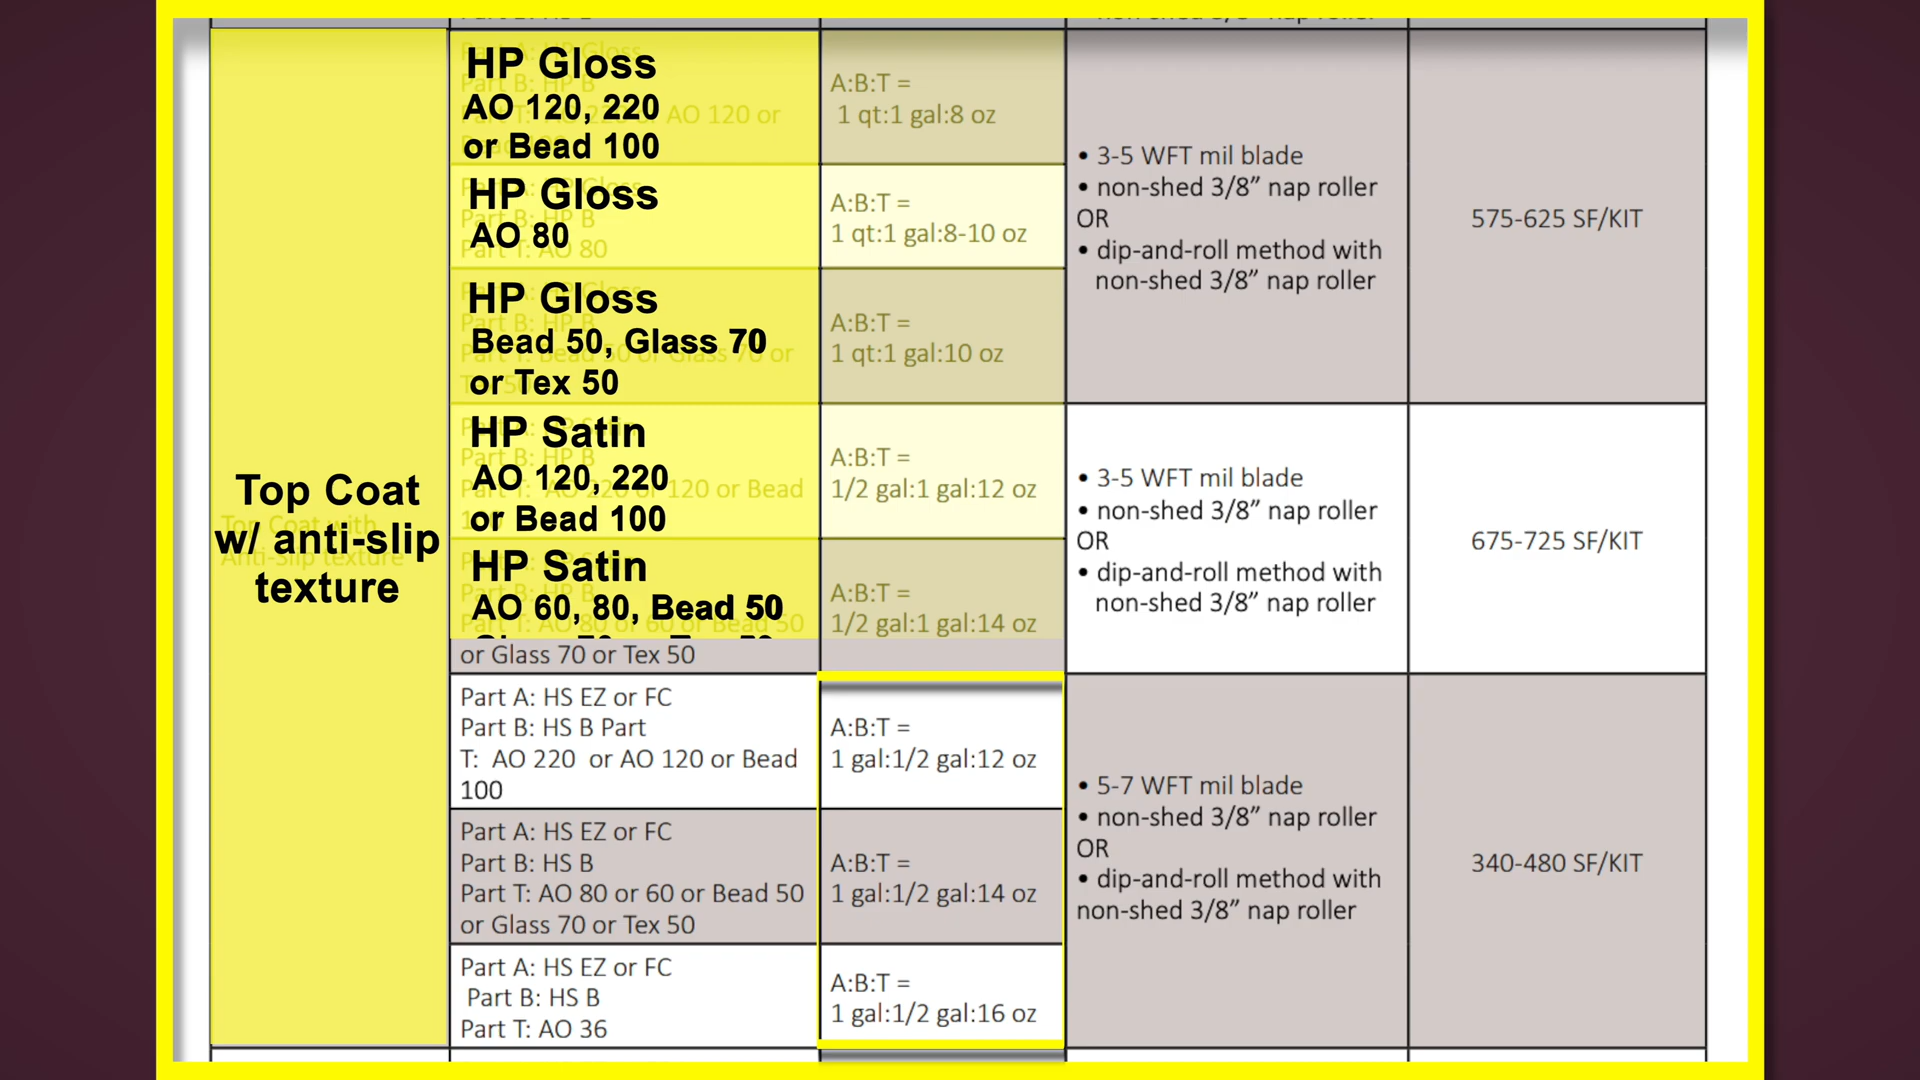 Top Coat
w/ anti-slip
texture
HP Gloss
AO 120, 220
or Bead 100
A:B:T =
1 qt:1 gal:8 oz
HP Gloss
AO 80
A:B:T =
1 qt:1 gal:8-10 oz
HP Gloss
Bead 50, Glass 70
or Tex 50
A:B:T =
1 qt:1 gal:10 oz
• 3-5 WFT mil blade
• non-shed 3/8” nap roller
OR
• dip-and-roll method with
non-shed 3/8” nap roller
575-625 SF/KIT
HP Satin
AO 120, 220
or Bead 100
A:B:T =
1/2 gal:1 gal:12 oz
HP Satin
AO 60, 80, Bead 50
or Glass 70 or Tex 50
A:B:T =
1/2 gal:1 gal:14 oz
• 3-5 WFT mil blade
• non-shed 3/8” nap roller
OR
• dip-and-roll method with
non-shed 3/8” nap roller
675-725 SF/KIT
Part A: HS EZ or FC
Part B: HS B Part
T: AO 220 or AO 120 or Bead
100
A:B:T =
1 gal:1/2 gal:12 oz
Part A: HS EZ or FC
Part B: HS B
Part T: AO 80 or 60 or Bead 50
or Glass 70 or Tex 50
A:B:T =
1 gal:1/2 gal:14 oz
Part A: HS EZ or FC
Part B: HS B
Part T: AO 36
A:B:T =
1 gal:1/2 gal:16 oz
• 5-7 WFT mil blade
• non-shed 3/8” nap roller
OR
• dip-and-roll method with
non-shed 3/8” nap roller
340-480 SF/KIT